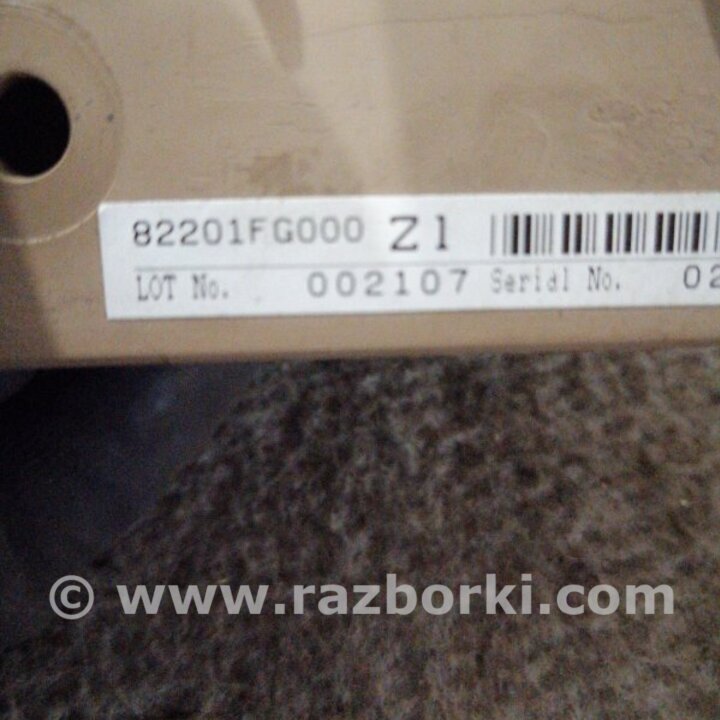 82201FG000 Z1
LOT No. 002107 Serial No. 02
© www.razborki.com